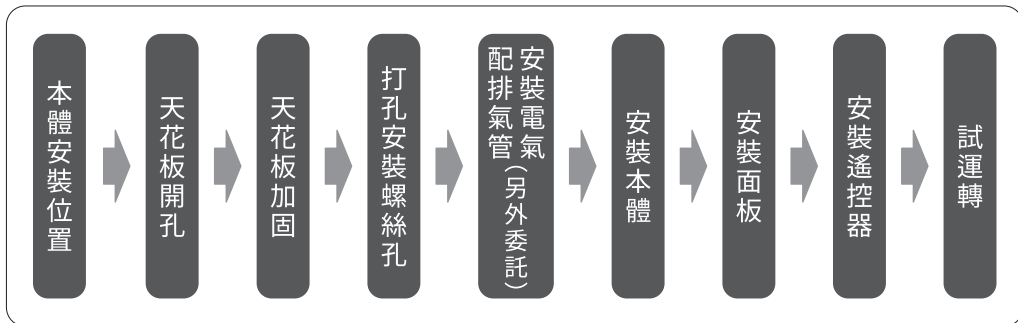 本體安裝位置
天花板開孔
天花板加固
打孔安裝螺絲孔
安裝電氣
配排氣管（另外委託）
安裝本體
安裝面板
安裝遙控器
試運轉